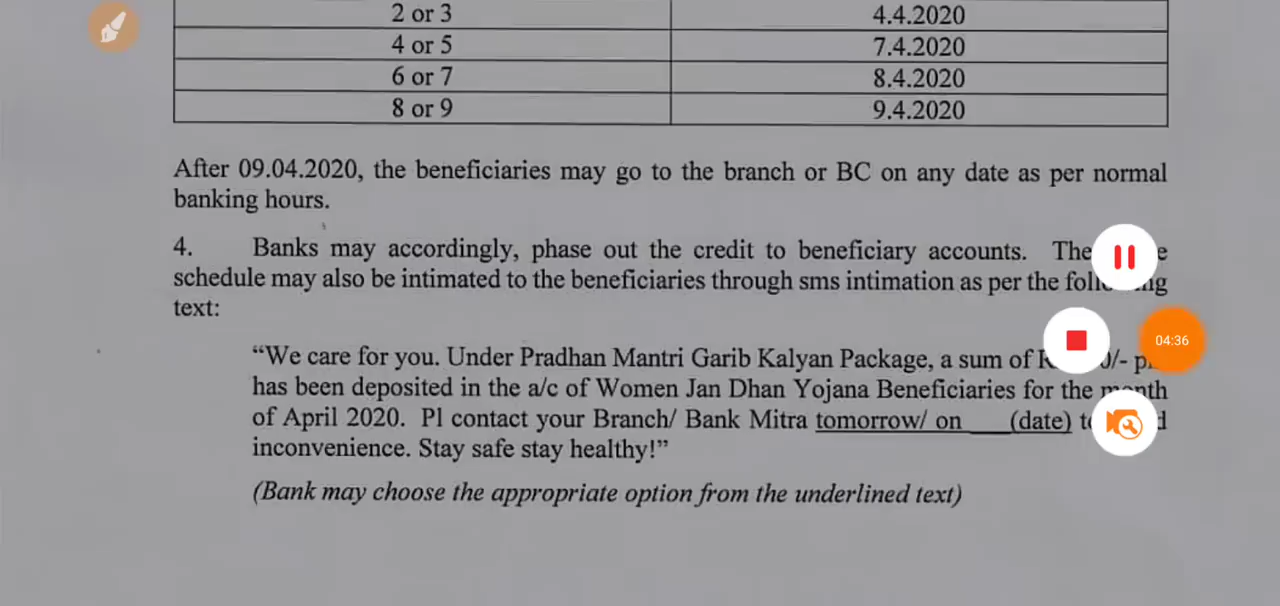 2 or 3 4.4.2020
4 or 5 7.4.2020
6 or 7 8.4.2020
8 or 9 9.4.2020
After 09.04.2020, the beneficiaries may go to the branch or BC on any date as per normal
banking hours.
4. Banks may accordingly, phase out the credit to beneficiary accounts. The
schedule may also be intimated to the beneficiaries through sms intimation as per the
text:
04:36
“We care for you. Under Pradhan Mantri Garib Kalyan Package, a sum of
has been deposited in the a/c of Women Jan Dhan Yojana Beneficiaries for the month
of April 2020. Pl contact your Branch/ Bank Mitra tomorrow/ on ___(date)
inconvenience. Stay safe stay healthy!”
(Bank may choose the appropriate option from the underlined text)